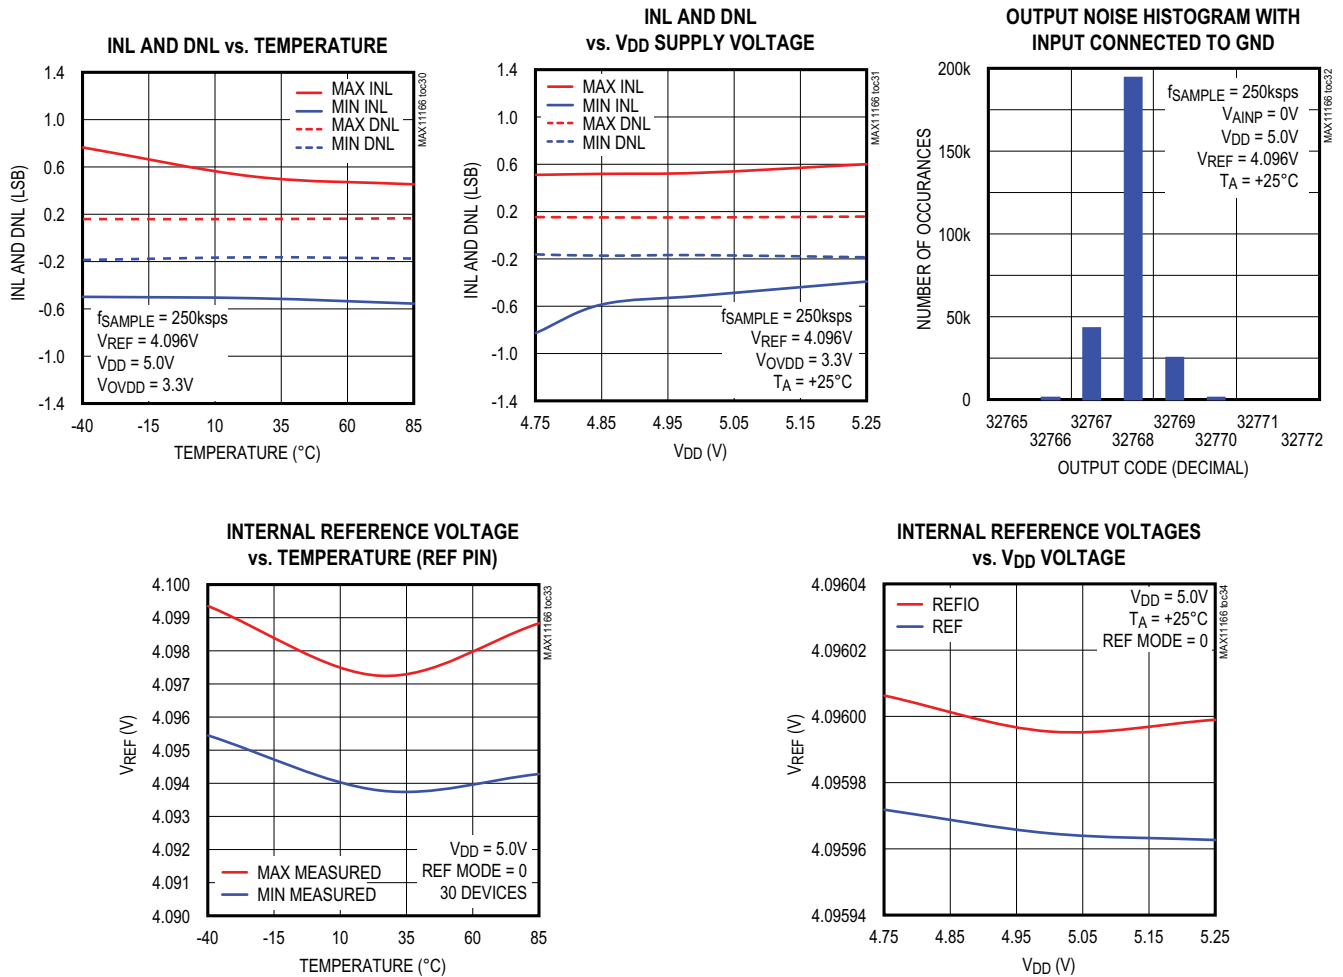 INL AND DNL vs. TEMPERATURE
1.4
1.0
0.6
0.2
-0.2
-0.6
-1.0
-1.4
INL AND DNL (LSB)
MAX INL
MIN INL
MAX DNL
MIN DNL
fSAMPLE = 250ksps
VREF = 4.096V
VDD = 5.0V
VOVDD = 3.3V
-40 -15 10 35 60 85
TEMPERATURE (°C)
MAX11166 toc30
INL AND DNL
vs. VDD SUPPLY VOLTAGE
1.4
1.0
0.6
0.2
-0.2
-0.6
-1.0
-1.4
INL AND DNL (LSB)
MAX INL
MIN INL
MAX DNL
MIN DNL
fSAMPLE = 250ksps
VREF = 4.096V
VOVDD = 3.3V
TA = +25°C
4.75 4.85 4.95 5.05 5.15 5.25
VDD (V)
MAX11166 toc31
OUTPUT NOISE HISTOGRAM WITH
INPUT CONNECTED TO GND
200k
150k
100k
50k
0
NUMBER OF OCCURANCES
fSAMPLE = 250ksps
VAINP = 0V
VDD = 5.0V
VREF = 4.096V
TA = +25°C
32765 32767 32769 32771
32766 32768 32770 32772
OUTPUT CODE (DECIMAL)
MAX11166 toc32
INTERNAL REFERENCE VOLTAGE
vs. TEMPERATURE (REF PIN)
4.100
4.099
4.098
4.097
4.096
4.095
4.094
4.093
4.092
4.091
4.090
VREF (V)
VDD = 5.0V
REF MODE = 0
30 DEVICES
MAX MEASURED
MIN MEASURED
-40 -15 10 35 60 85
TEMPERATURE (°C)
MAX11166 toc33
INTERNAL REFERENCE VOLTAGES
vs. VDD VOLTAGE
4.09604
4.09602
4.09600
4.09598
4.09596
4.09594
VREF (V)
REFIO
REF
VDD = 5.0V
TA = +25°C
REF MODE = 0
4.75 4.85 4.95 5.05 5.15 5.25
VDD (V)
MAX11166 toc34